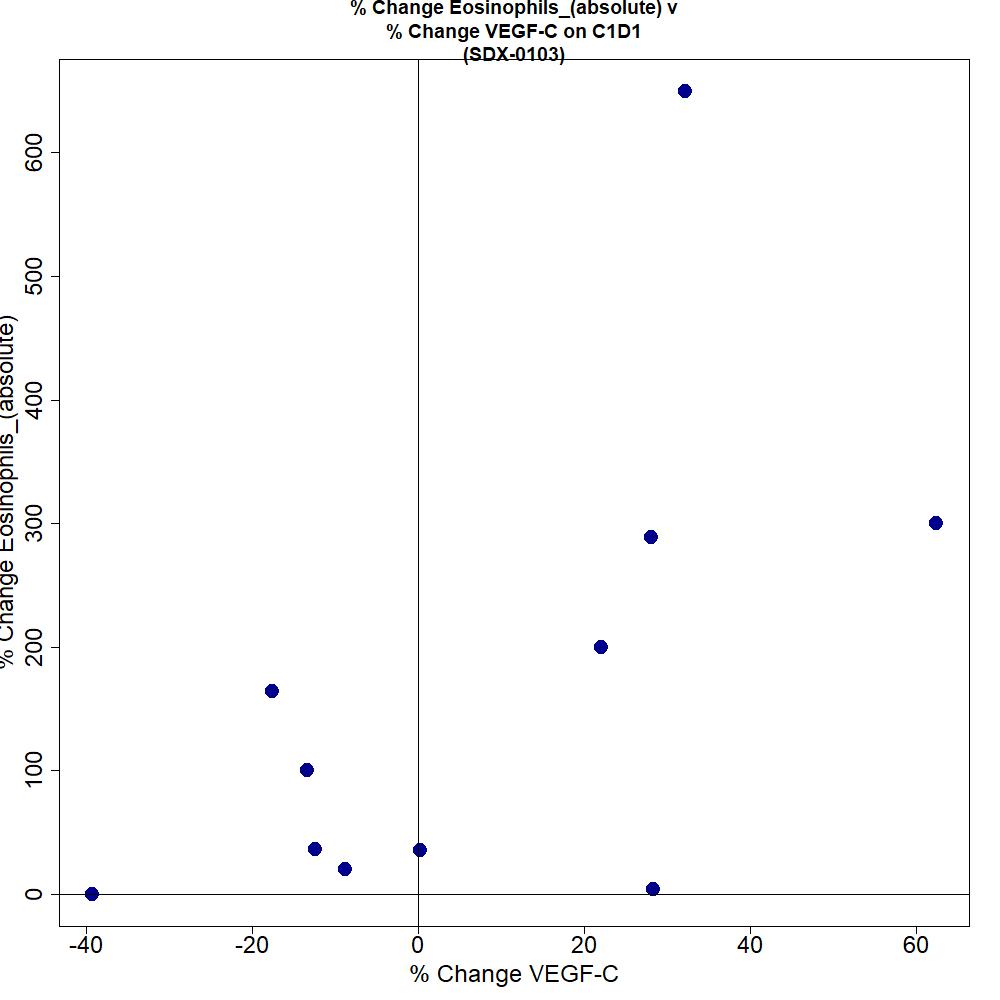 % Change Eosinophils_(absolute) v
% Change VEGF-C on C1D1
(SDX-0103)
% Change Eosinophils_(absolute)
600
500
400
300
200
100
0
-40
-20
0
20
40
60
% Change VEGF-C